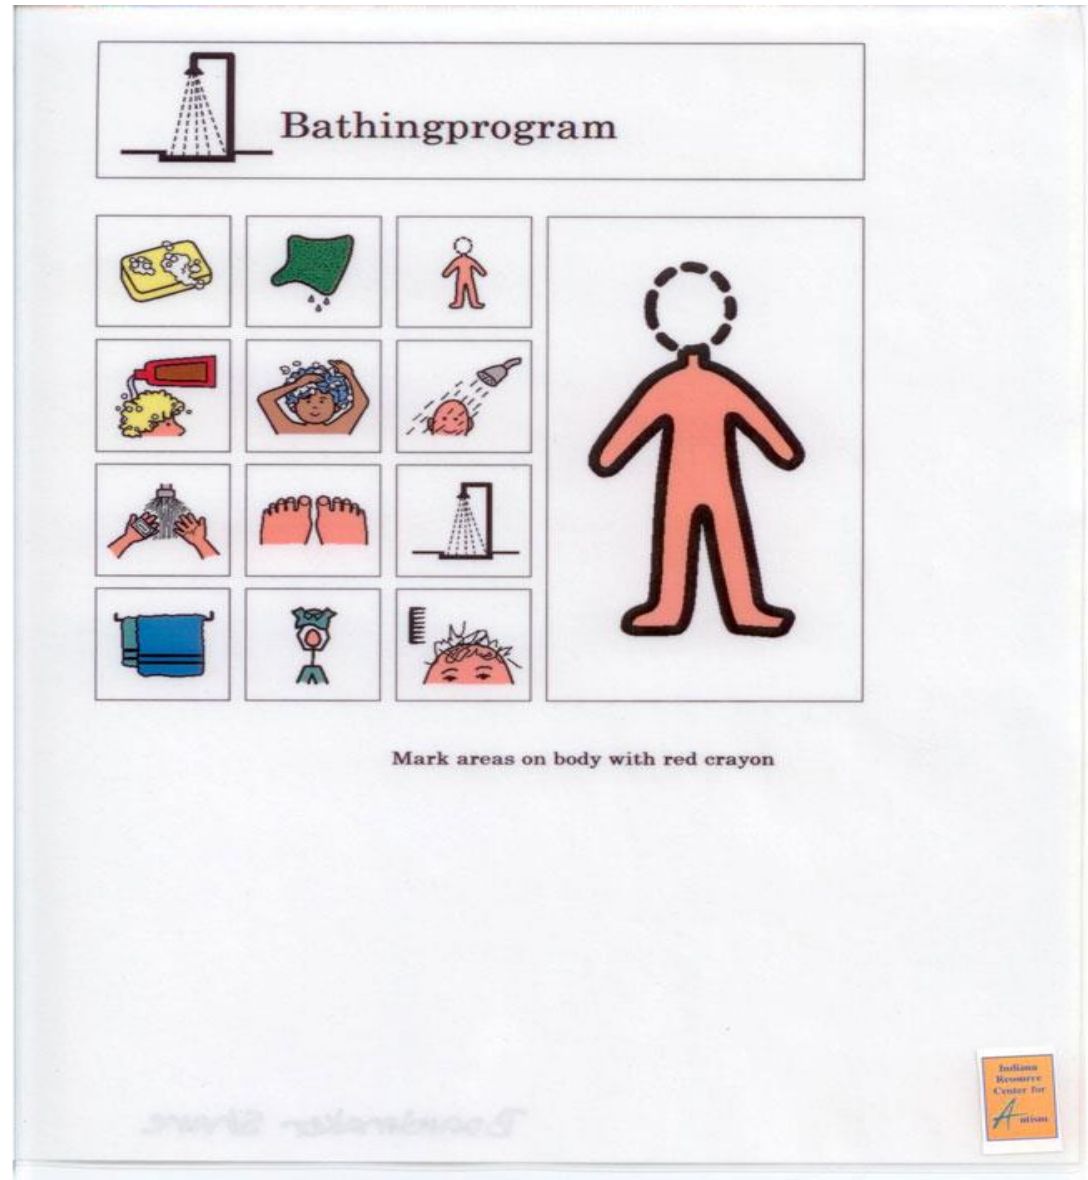 Bathingprogram
Mark areas on body with red crayon
Indiana
Resource
Center for
Autism